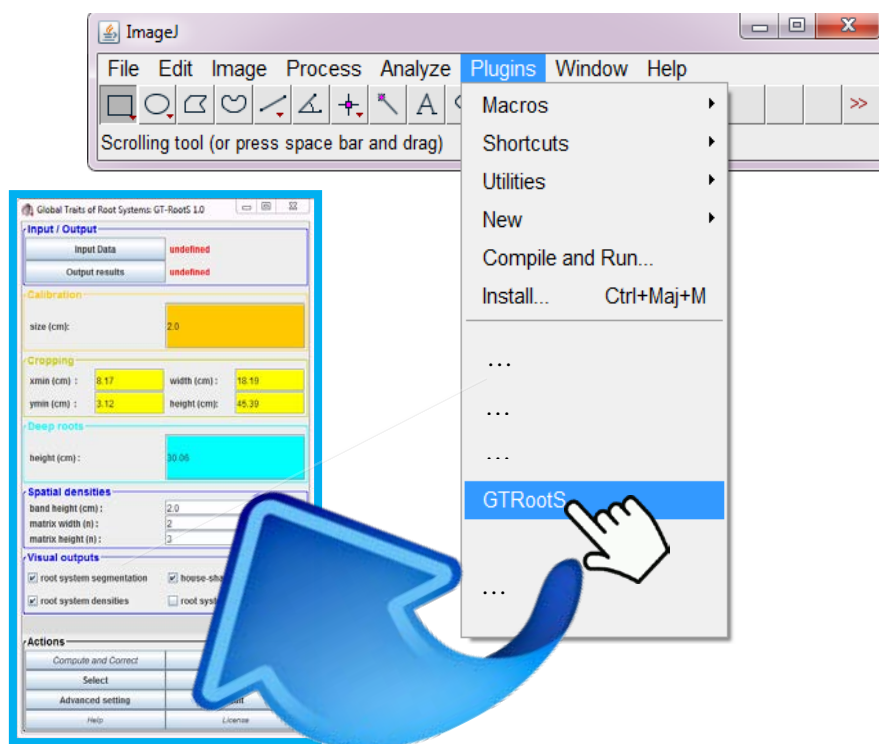 ImageJ
File Edit Image Process Analyze Plugins Window Help
A >>
Scrolling tool (or press space bar and drag)
Macros
Shortcuts
Utilities
New
Compile and Run...
Install... Ctrl+Maj+M
...
...
...
GTRootS
...
Global Traits of Root Systems: GT-RootS 1.0
Input / Output
Input Data undefined
Output results undefined
Calibration
size (cm): 2.0
Cropping
xmin (cm) : 8.17 width (cm) : 18.19
ymin (cm) : 3.12 height (cm): 45.39
Deep roots
height (cm) : 30.06
Spatial densities
band height (cm) : 2.0
matrix width (n) : 2
matrix height (n) : 3
Visual outputs
root system segmentation
root system densities root
Actions
Compute and Correct
Select
Advanced setting
Help License